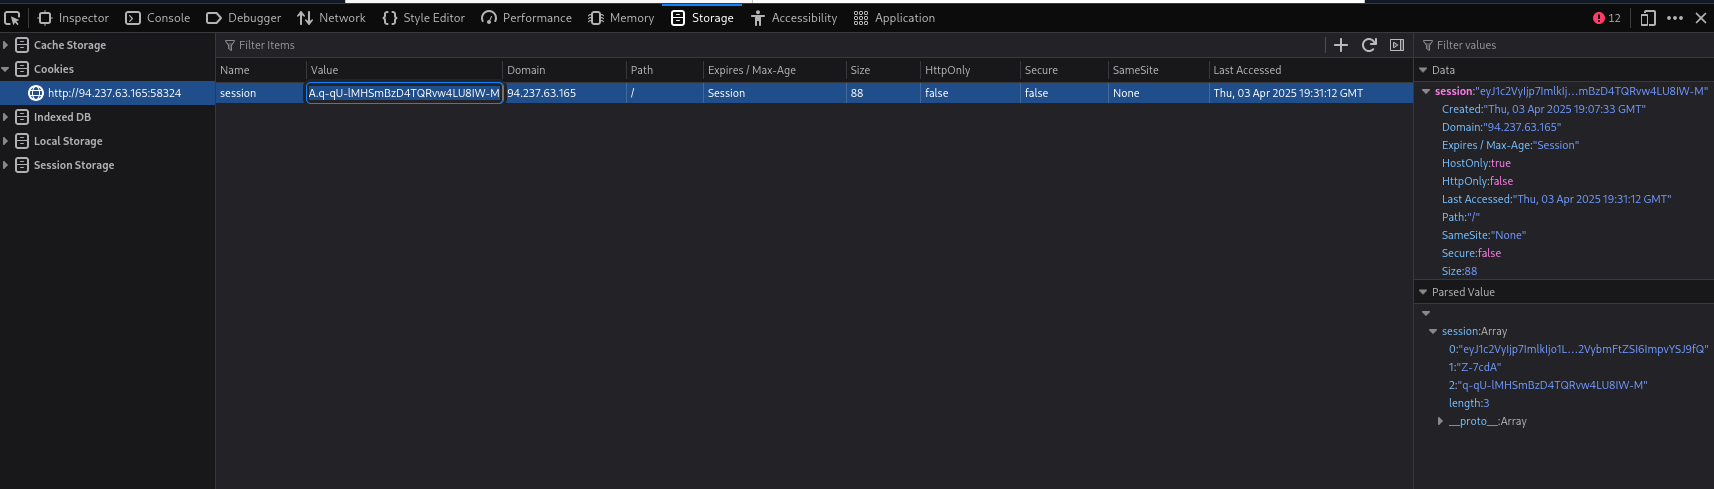 Inspector Console Debugger Network Style Editor Performance Memory Storage Accessibility Application 12
Cache Storage
Cookies
http://94.237.63.165:58324
Indexed DB
Local Storage
Session Storage
Filter Items
Name Value Domain Path Expires / Max-Age Size HttpOnly Secure SameSite Last Accessed
session A.q-qU-lMHSmBzD4TQRvw4LU8IW-M 94.237.63.165 / Session 88 false false None Thu, 03 Apr 2025 19:31:12 GMT
Filter values
Data
session:"eyJ1c2VyIjp7ImlkIj...mBzD4TQRvw4LU8IW-M"
Created:"Thu, 03 Apr 2025 19:07:33 GMT"
Domain:"94.237.63.165"
Expires / Max-Age:"Session"
HostOnly:true
HttpOnly:false
Last Accessed:"Thu, 03 Apr 2025 19:31:12 GMT"
Path:"/"
SameSite:"None"
Secure:false
Size:88
Parsed Value
session:Array
0:"eyJ1c2VyIjp7ImlkIjo1L...2VybmFtZSI6ImpvYSJ9fQ"
1:"Z-7cdA"
2:"q-qU-lMHSmBzD4TQRvw4LU8IW-M"
length:3
__proto__:Array